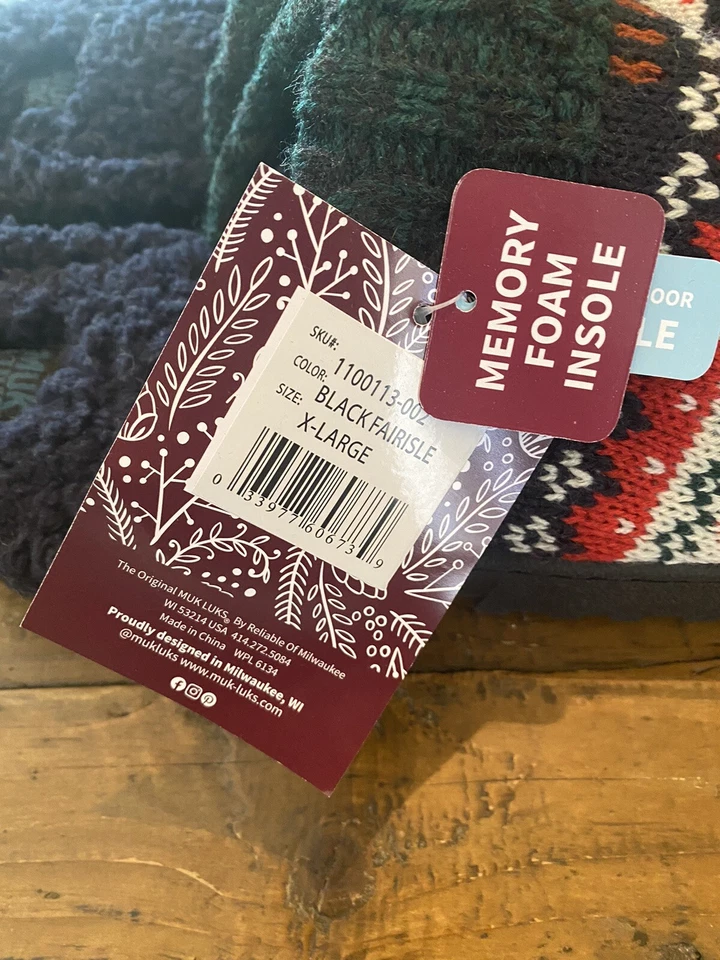 MEMORY
FOAM
INSOLE
OOR
LE
SKU#: 1100113-002
COLOR: BLACK FAIRISLE
SIZE: X-LARGE
0 33977 60673 9
The Original MUK LUKS® By Reliable Of Milwaukee
WI 53214 USA 414.272.5084
Made in China WPL 6134
Proudly designed in Milwaukee, WI
@mukluks www.muk-luks.com